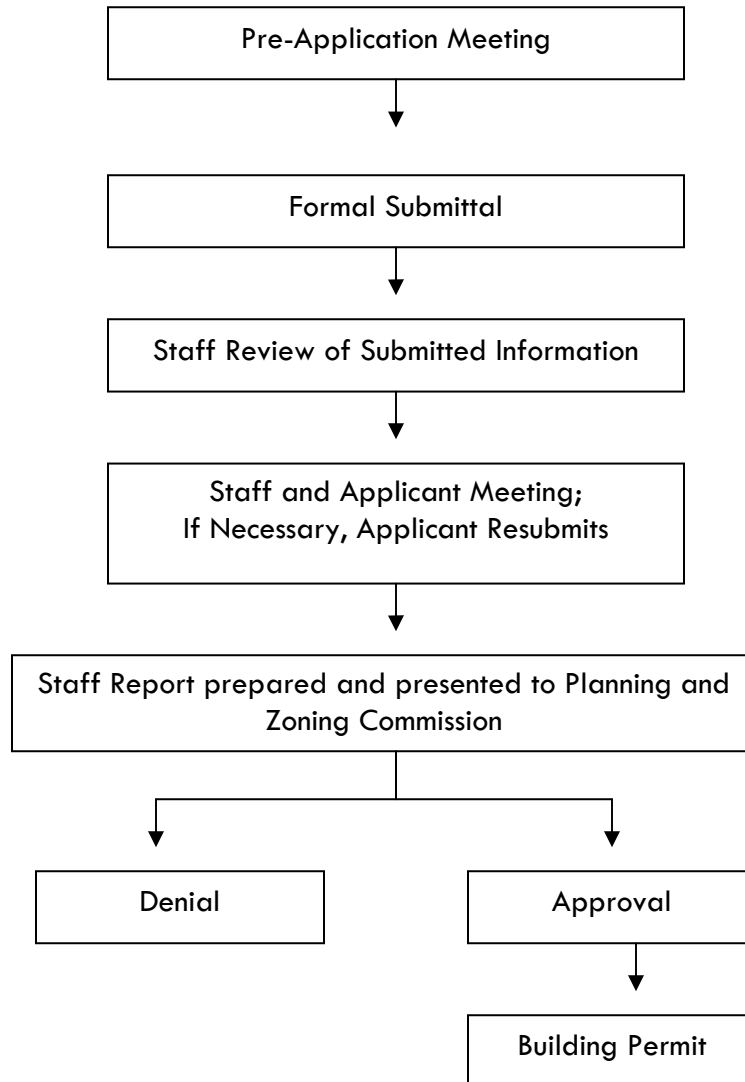 Pre-Application Meeting
Formal Submittal
Staff Review of Submitted Information
Staff and Applicant Meeting;
If Necessary, Applicant Resubmits
Staff Report prepared and presented to Planning and
Zoning Commission
Denial
Approval
Building Permit